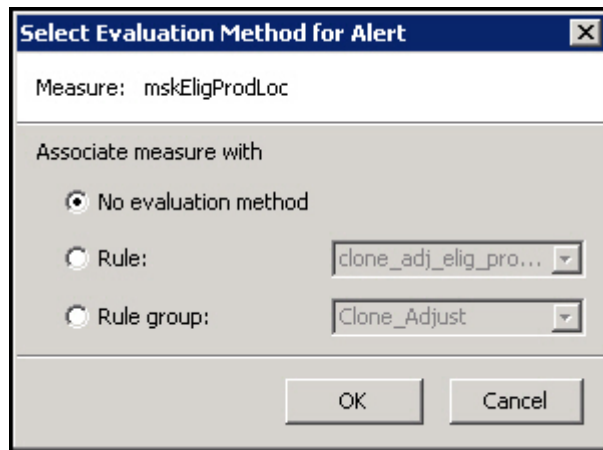 Select Evaluation Method for Alert
Measure: mskEligProdLoc
Associate measure with
No evaluation method
Rule: clone_adj_elig_pro...
Rule group: Clone_Adjust
OK Cancel